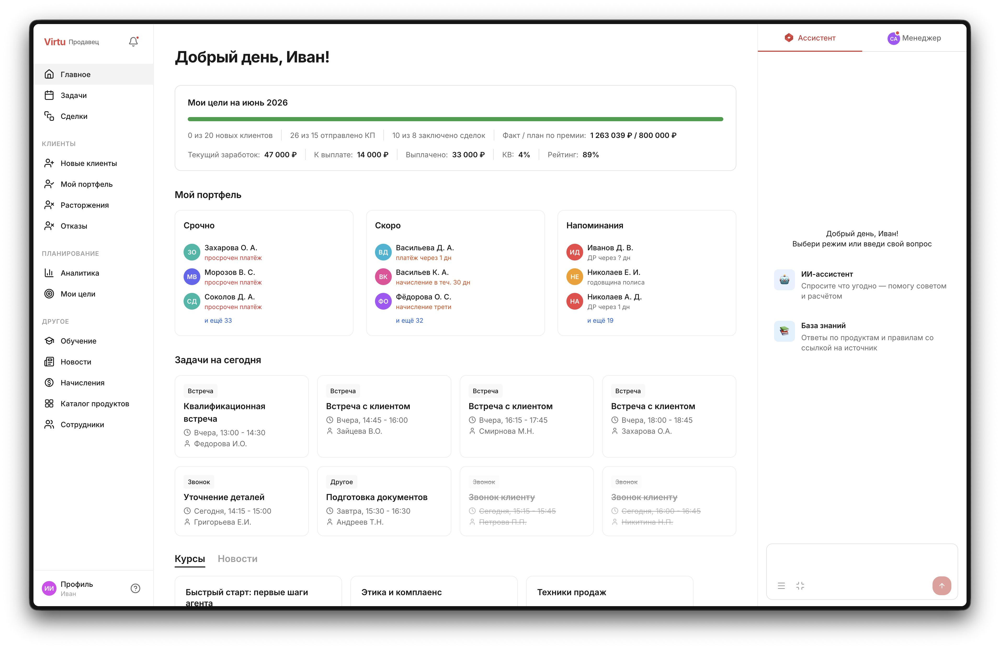 Virtu Продавец
Главное
Задачи
Сделки
КЛИЕНТЫ
Новые клиенты
Мой портфель
Расторжения
Отказы
ПЛАНИРОВАНИЕ
Аналитика
Мои цели
ДРУГОЕ
Обучение
Новости
Начисления
Каталог продуктов
Сотрудники
ИИ
Профиль
Иван
Добрый день, Иван!
Мои цели на июнь 2026
0 из 20 новых клиентов
26 из 15 отправлено КП
10 из 8 заключено сделок
Факт / план по премии: 1 263 039 ₽ / 800 000 ₽
Текущий заработок: 47 000 ₽
К выплате: 14 000 ₽
Выплачено: 33 000 ₽
КВ: 4%
Рейтинг: 89%
Мой портфель
Срочно
ЗО
Захарова О. А.
просрочен платёж
МВ
Морозов В. С.
просрочен платёж
СД
Соколов Д. А.
просрочен платёж
и ещё 33
Скоро
ВД
Васильева Д. А.
платёж через 1 дн
ВК
Васильев К. А.
начисление в теч. 30 дн
ФО
Фёдорова О. С.
начисление трети
и ещё 32
Напоминания
ИД
Иванов Д. В.
ДР через ? дн
НЕ
Николаев Е. И.
годовщина полиса
НА
Николаев А. Д.
ДР через 1 дн
и ещё 19
Задачи на сегодня
Встреча
Квалификационная
встреча
Вчера, 13:00 - 14:30
Федорова И.О.
Встреча
Встреча с клиентом
Вчера, 14:45 - 16:00
Зайцева В.О.
Встреча
Встреча с клиентом
Вчера, 16:15 - 17:45
Смирнова М.Н.
Встреча
Встреча с клиентом
Вчера, 18:00 - 18:45
Захарова О.А.
Звонок
Уточнение деталей
Сегодня, 14:15 - 15:00
Григорьева Е.И.
Другое
Подготовка документов
Завтра, 15:30 - 16:30
Андреев Т.Н.
Звонок
Звонок клиенту
Сегодня, 15:15 - 15:45
Петрова П.П.
Звонок
Звонок клиенту
Сегодня, 16:00 - 16:45
Никитина Н.П.
Курсы
Новости
Быстрый старт: первые шаги
агента
Этика и комплаенс
Техники продаж
Ассистент
СА
Менеджер
Добрый день, Иван!
Выбери режим или введи свой вопрос
ИИ-ассистент
Спросите что угодно — помогу советом
и расчётом
База знаний
Ответы по продуктам и правилам со
ссылкой на источник